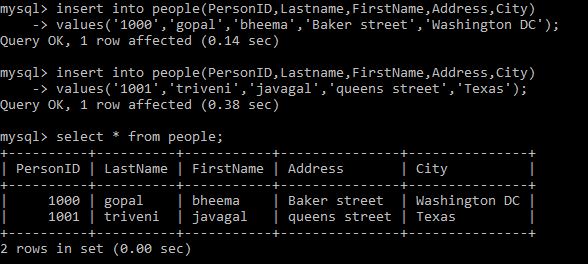 mysql> insert into people(PersonID,Lastname,FirstName,Address,City)
    -> values('1000','gopal','bheema','Baker street','Washington DC');
Query OK, 1 row affected (0.14 sec)

mysql> insert into people(PersonID,Lastname,FirstName,Address,City)
    -> values('1001','triveni','javagal','queens street','Texas');
Query OK, 1 row affected (0.38 sec)

mysql> select * from people;
+----------+----------+-----------+---------------+---------------+
| PersonID | LastName | FirstName | Address       | City          |
+----------+----------+-----------+---------------+---------------+
|     1000 | gopal    | bheema    | Baker street  | Washington DC |
|     1001 | triveni  | javagal   | queens street | Texas         |
+----------+----------+-----------+---------------+---------------+
2 rows in set (0.00 sec)